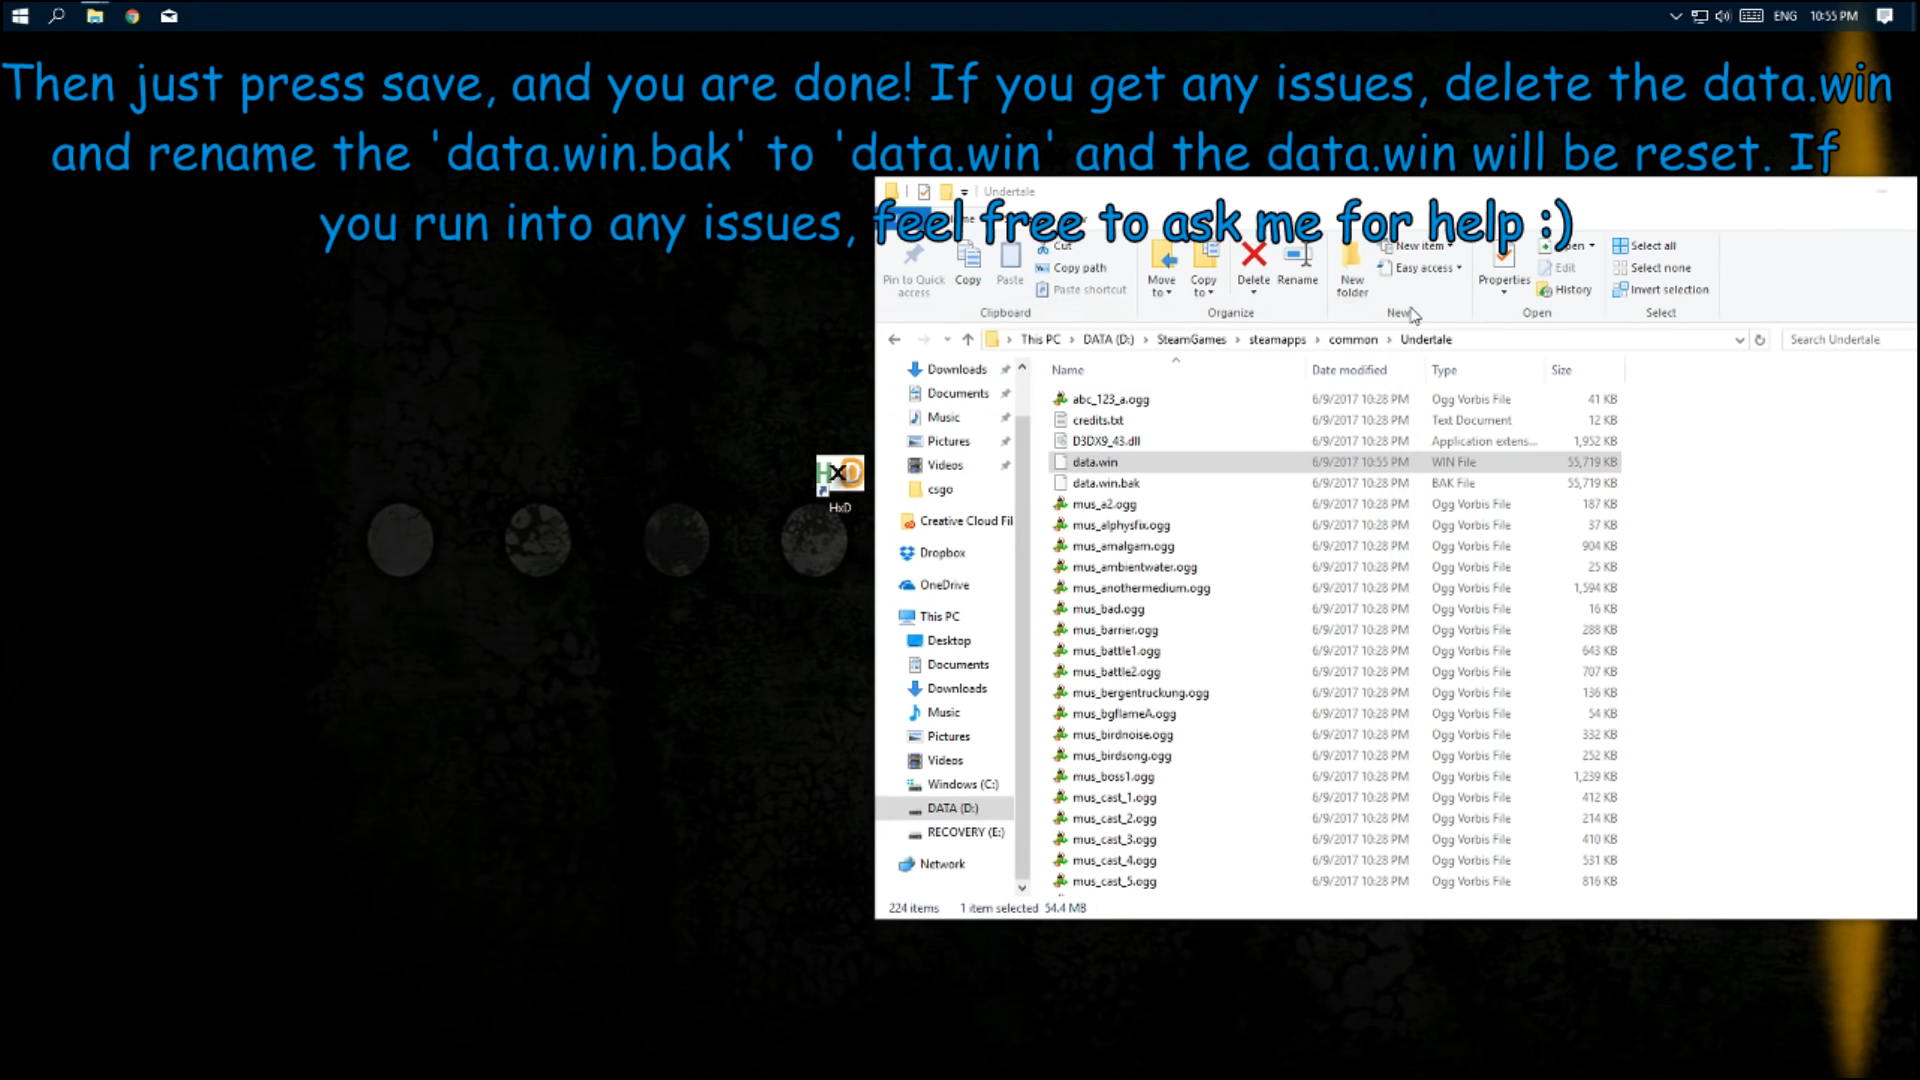 ENG 10:55 PM
Then just press save, and you are done! If you get any issues, delete the data.win
and rename the 'data.win.bak' to 'data.win' and the data.win will be reset. If
you run into any issues, feel free to ask me for help :)
Undertale
Cut
New item
Select all
Copy path
Easy access
Edit
Select none
Pin to Quick access
Copy
Paste
Paste shortcut
Move to
Copy to
Delete
Rename
New folder
Properties
History
Invert selection
Clipboard
Organize
New
Open
Select
This PC > DATA (D:) > SteamGames > steamapps > common > Undertale
Search Undertale
Downloads
Documents
Music
Pictures
Videos
csgo
Creative Cloud Fil
Dropbox
OneDrive
This PC
Desktop
Documents
Downloads
Music
Pictures
Videos
Windows (C:)
DATA (D:)
RECOVERY (E:)
Network
HxD
HxD
Name Date modified Type Size
abc_123_a.ogg 6/9/2017 10:28 PM Ogg Vorbis File 41 KB
credits.txt 6/9/2017 10:28 PM Text Document 12 KB
D3DX9_43.dll 6/9/2017 10:28 PM Application extens... 1,952 KB
data.win 6/9/2017 10:55 PM WIN File 55,719 KB
data.win.bak 6/9/2017 10:28 PM BAK File 55,719 KB
mus_a2.ogg 6/9/2017 10:28 PM Ogg Vorbis File 187 KB
mus_alphysfix.ogg 6/9/2017 10:28 PM Ogg Vorbis File 37 KB
mus_amalgam.ogg 6/9/2017 10:28 PM Ogg Vorbis File 904 KB
mus_ambientwater.ogg 6/9/2017 10:28 PM Ogg Vorbis File 25 KB
mus_anothermedium.ogg 6/9/2017 10:28 PM Ogg Vorbis File 1,594 KB
mus_bad.ogg 6/9/2017 10:28 PM Ogg Vorbis File 16 KB
mus_barrier.ogg 6/9/2017 10:28 PM Ogg Vorbis File 288 KB
mus_battle1.ogg 6/9/2017 10:28 PM Ogg Vorbis File 643 KB
mus_battle2.ogg 6/9/2017 10:28 PM Ogg Vorbis File 707 KB
mus_bergentruckung.ogg 6/9/2017 10:28 PM Ogg Vorbis File 136 KB
mus_bgflameA.ogg 6/9/2017 10:28 PM Ogg Vorbis File 54 KB
mus_birdnoise.ogg 6/9/2017 10:28 PM Ogg Vorbis File 332 KB
mus_birdsong.ogg 6/9/2017 10:28 PM Ogg Vorbis File 252 KB
mus_boss1.ogg 6/9/2017 10:28 PM Ogg Vorbis File 1,239 KB
mus_cast_1.ogg 6/9/2017 10:28 PM Ogg Vorbis File 412 KB
mus_cast_2.ogg 6/9/2017 10:28 PM Ogg Vorbis File 214 KB
mus_cast_3.ogg 6/9/2017 10:28 PM Ogg Vorbis File 410 KB
mus_cast_4.ogg 6/9/2017 10:28 PM Ogg Vorbis File 531 KB
mus_cast_5.ogg 6/9/2017 10:28 PM Ogg Vorbis File 816 KB
224 items 1 item selected 54.4 MB